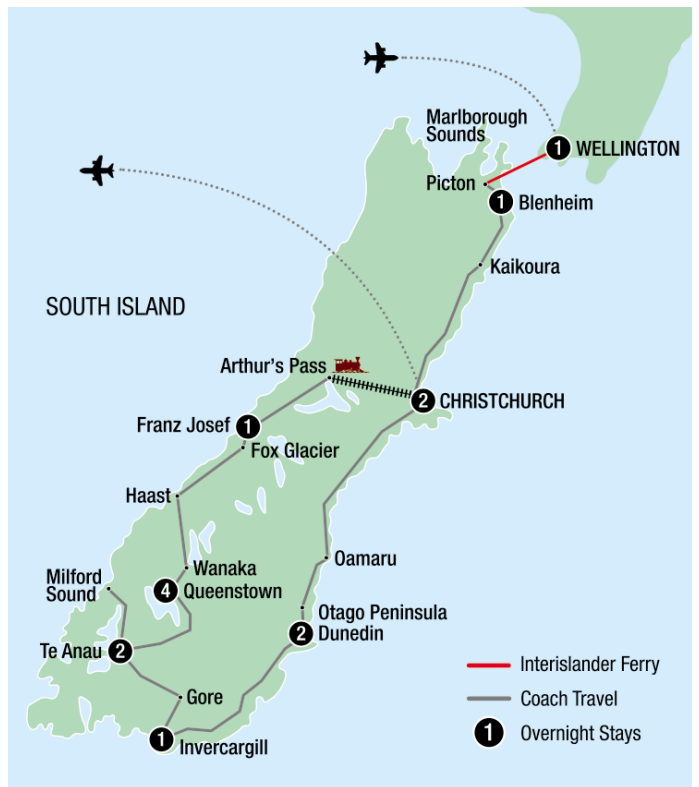 Marlborough
Sounds
1 WELLINGTON
Picton
1 Blenheim
Kaikoura
SOUTH ISLAND
Arthur's Pass
2 CHRISTCHURCH
Franz Josef 1
Fox Glacier
Haast
Wanaka
4 Queenstown
Milford
Sound
Oamaru
Otago Peninsula
2 Dunedin
Te Anau 2
Gore
1 Invercargill
Interislander Ferry
Coach Travel
1 Overnight Stays